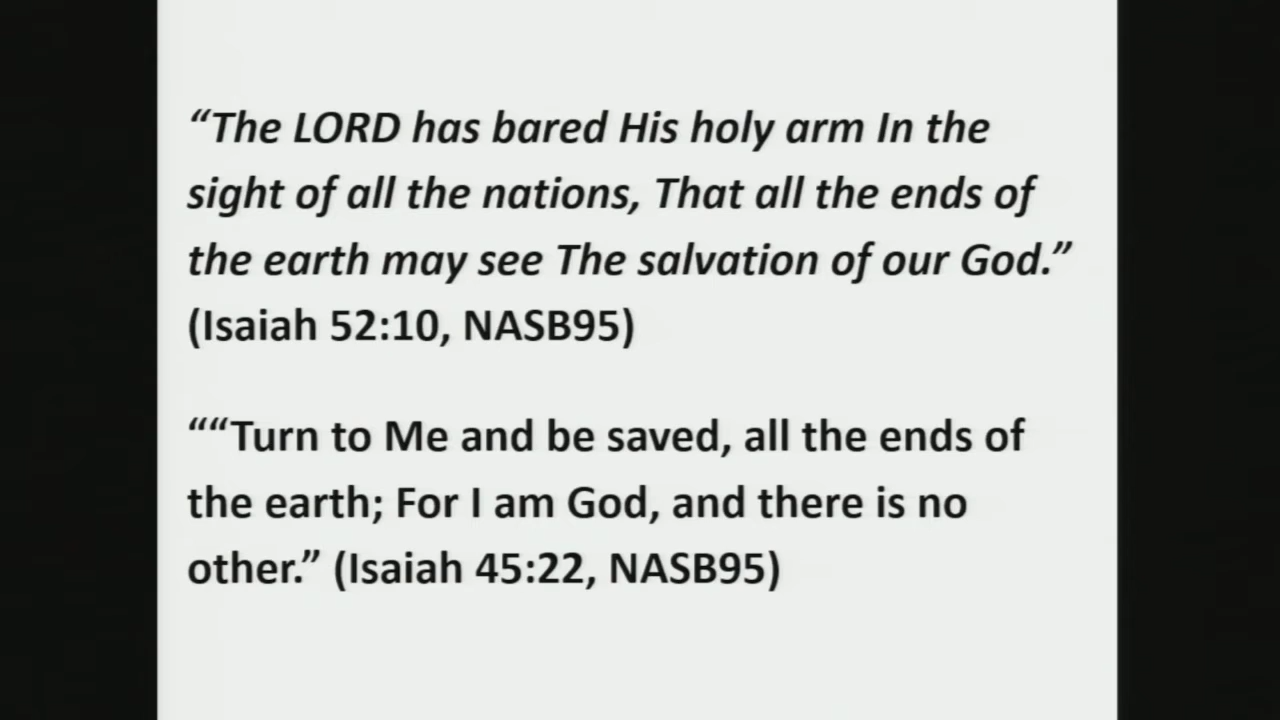 “The LORD has bared His holy arm In the
sight of all the nations, That all the ends of
the earth may see The salvation of our God.”
(Isaiah 52:10, NASB95)
““Turn to Me and be saved, all the ends of
the earth; For I am God, and there is no
other.” (Isaiah 45:22, NASB95)